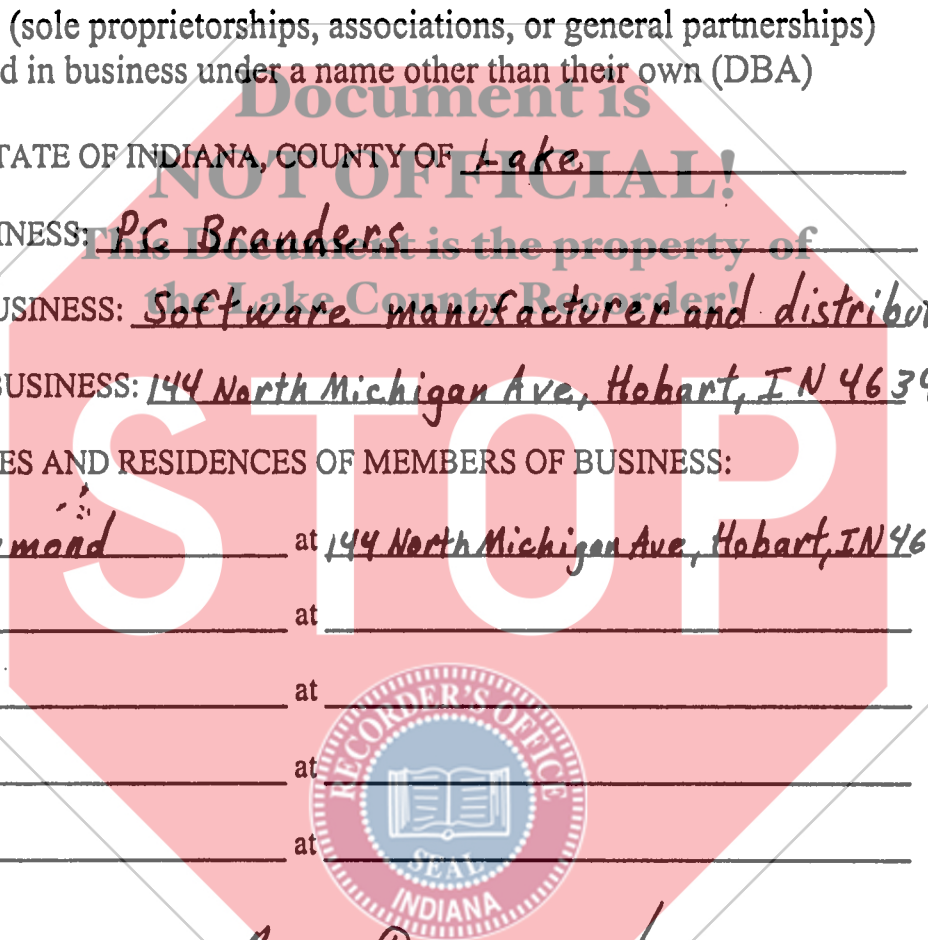 (sole proprietorships, associations, or general partnerships)
d in business under a name other than their own (DBA)
Document is
TATE OF INDIANA, COUNTY OF Lake
NOT OFFICIAL!
INESS: PC Branders
This Document is the property of
the Lake County Recorder!
USINESS: Software manufacturer and distribu
BUSINESS: 144 North Michigan Ave, Hobart, IN 4634
STOP
ES AND RESIDENCES OF MEMBERS OF BUSINESS:
mond at 144 North Michigan Ave, Hobart, IN 46
at
at
at
at
RECORDER'S OFFICE
SEAL
INDIANA